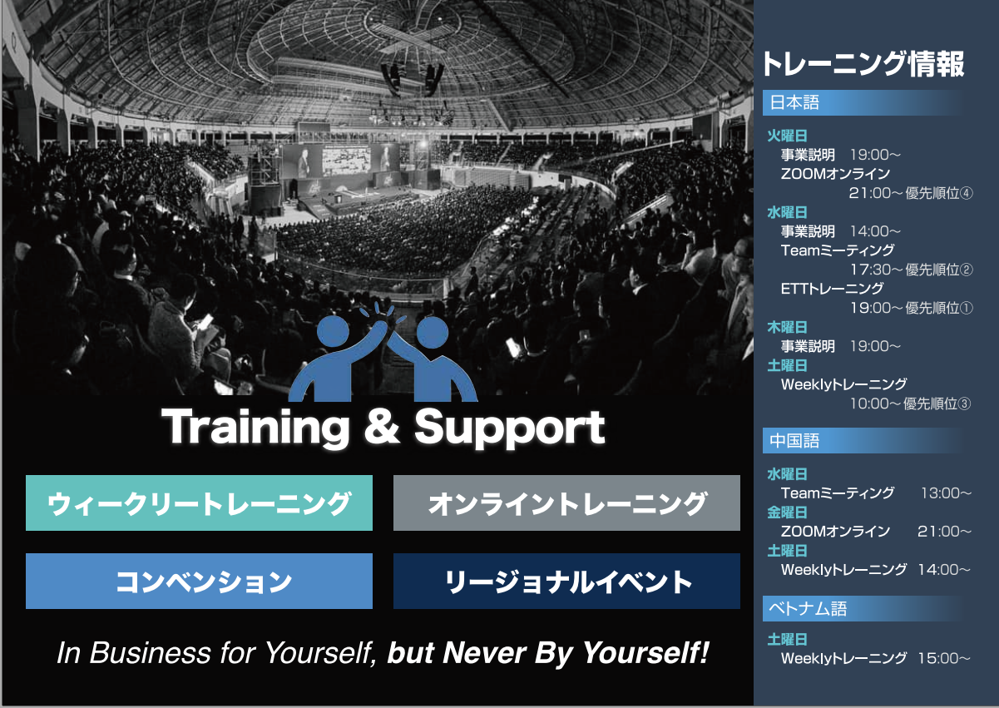 Training & Support
ウィークリートレーニング
オンライントレーニング
コンベンション
リージョナルイベント
In Business for Yourself, but Never By Yourself!
トレーニング情報
日本語
火曜日
事業説明 19:00〜
ZOOMオンライン
21:00〜優先順位④
水曜日
事業説明 14:00〜
Teamミーティング
17:30〜優先順位②
ETTトレーニング
19:00〜優先順位①
木曜日
事業説明 19:00〜
土曜日
Weeklyトレーニング
10:00〜優先順位③
中国語
水曜日
Teamミーティング 13:00〜
金曜日
ZOOMオンライン 21:00〜
土曜日
Weeklyトレーニング 14:00〜
ベトナム語
土曜日
Weeklyトレーニング 15:00〜